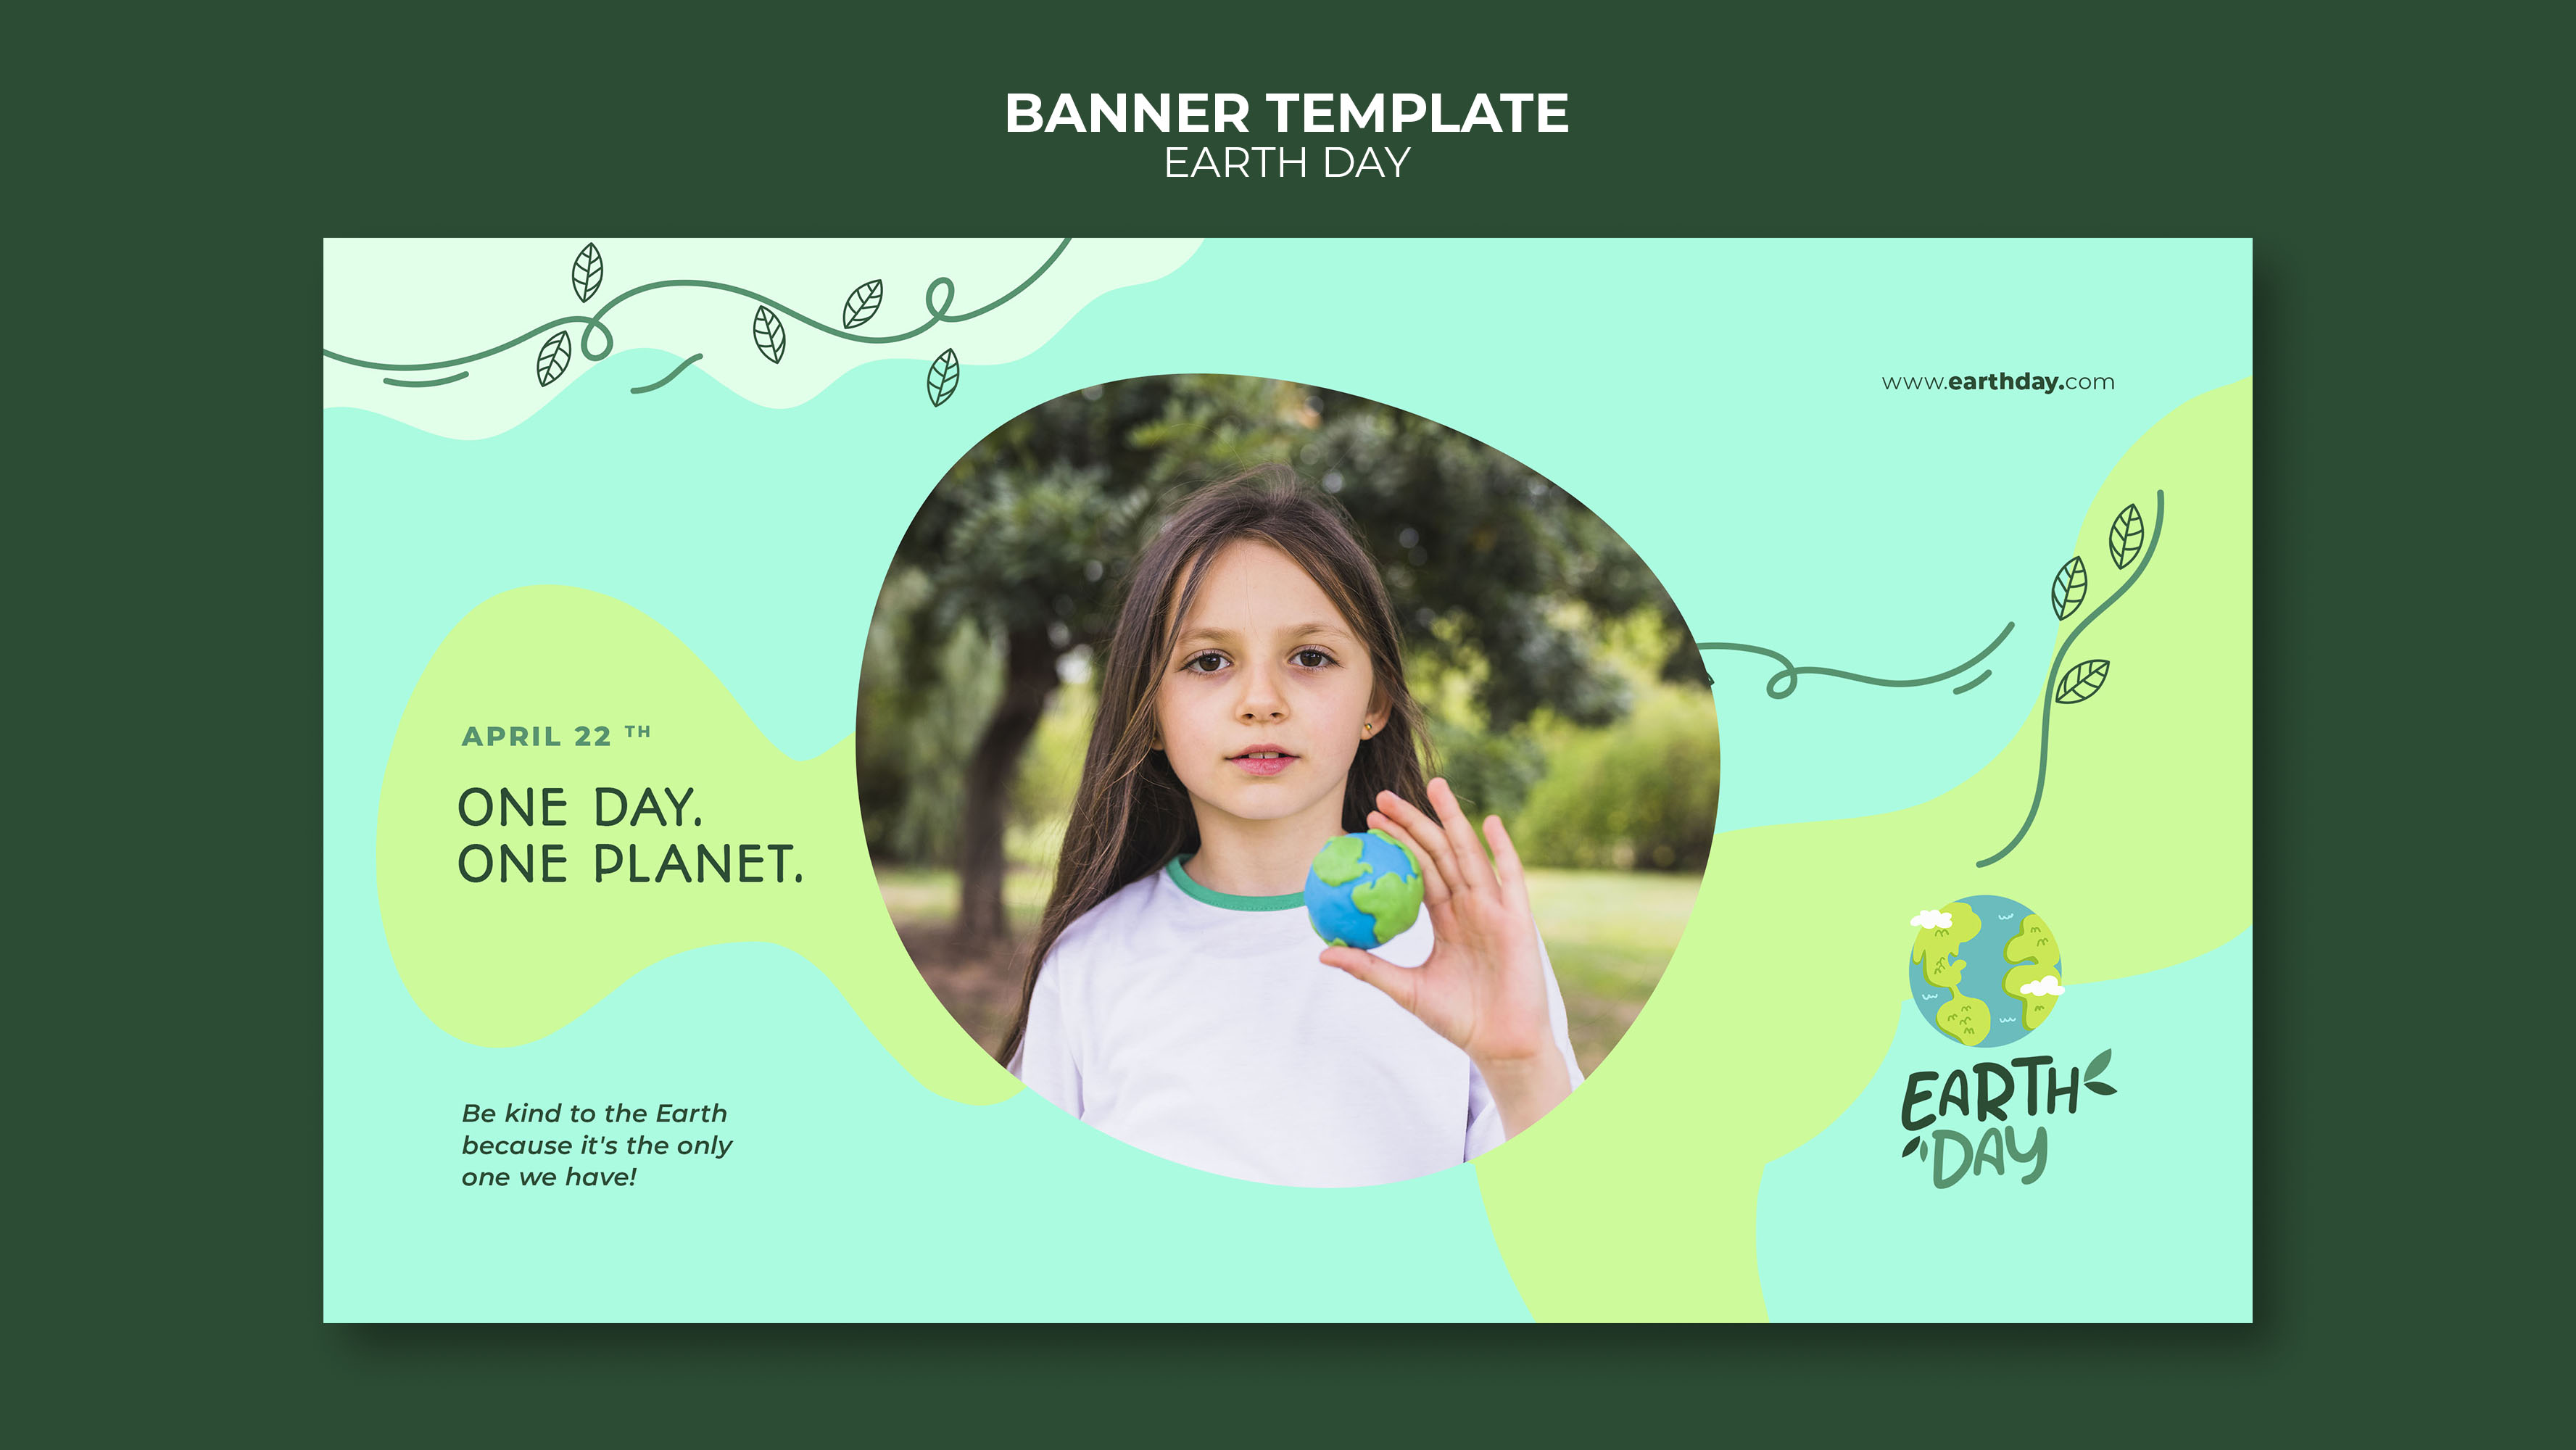 BANNER TEMPLATE
EARTH DAY
www.earthday.com
APRIL 22 TH
ONE DAY.
ONE PLANET.
Be kind to the Earth
because it's the only
one we have!
EARTH
DAY